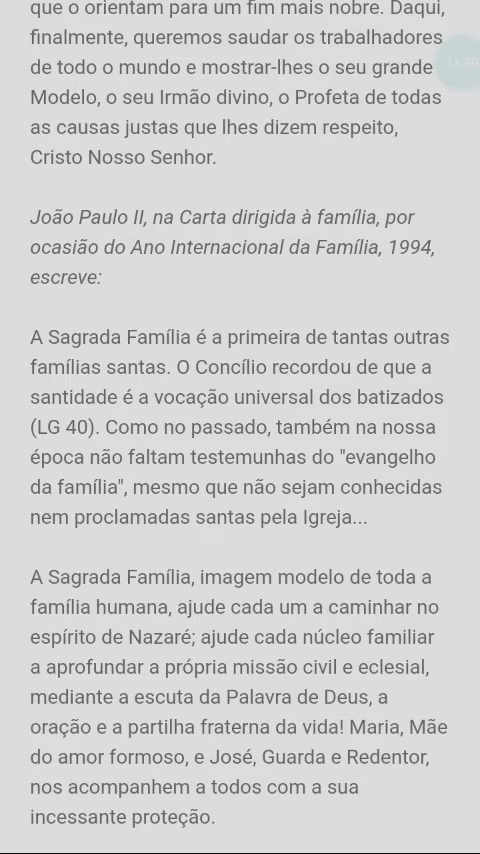 que o orientam para um fim mais nobre. Daqui,
finalmente, queremos saudar os trabalhadores
de todo o mundo e mostrar-lhes o seu grande
Modelo, o seu Irmão divino, o Profeta de todas
as causas justas que lhes dizem respeito,
Cristo Nosso Senhor.
João Paulo II, na Carta dirigida à família, por
ocasião do Ano Internacional da Família, 1994,
escreve:
A Sagrada Família é a primeira de tantas outras
famílias santas. O Concílio recordou de que a
santidade é a vocação universal dos batizados
(LG 40). Como no passado, também na nossa
época não faltam testemunhas do "evangelho
da família", mesmo que não sejam conhecidas
nem proclamadas santas pela Igreja...
A Sagrada Família, imagem modelo de toda a
família humana, ajude cada um a caminhar no
espírito de Nazaré; ajude cada núcleo familiar
a aprofundar a própria missão civil e eclesial,
mediante a escuta da Palavra de Deus, a
oração e a partilha fraterna da vida! Maria, Mãe
do amor formoso, e José, Guarda e Redentor,
nos acompanhem a todos com a sua
incessante proteção.